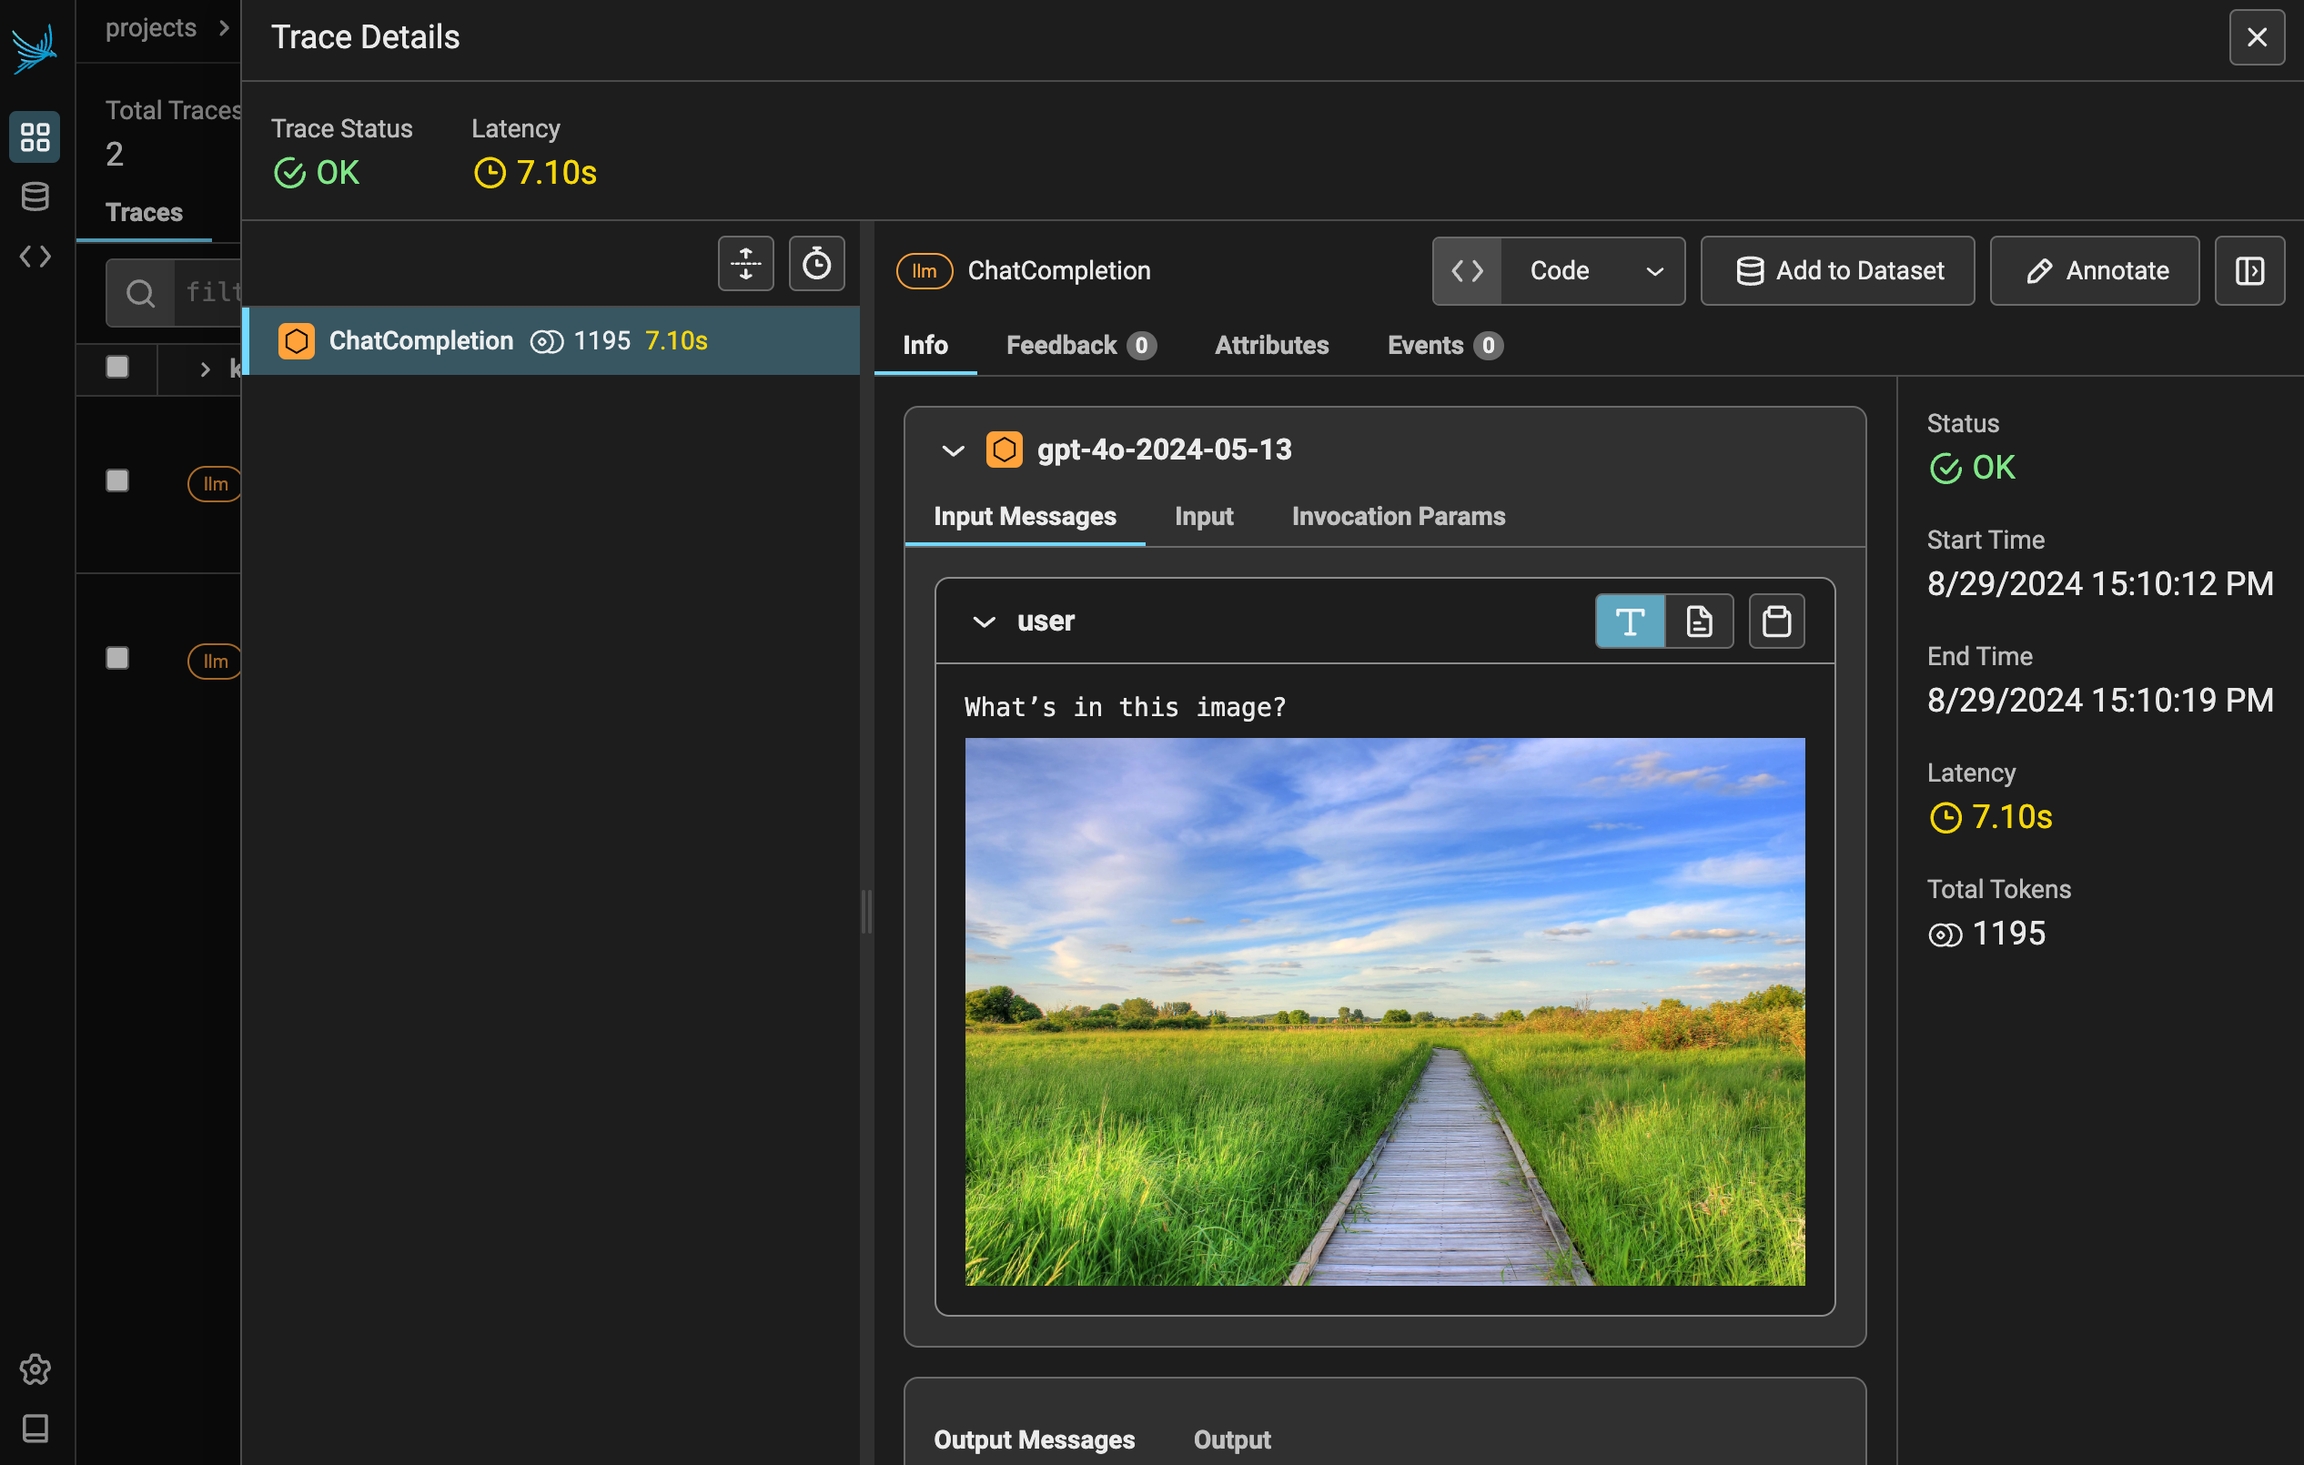 projects
Total Traces
2
Traces
filt
k
llm
llm
Trace Details
Trace Status
OK
Latency
7.10s
ChatCompletion 1195 7.10s
llm ChatCompletion
Code
Add to Dataset
Annotate
Info
Feedback 0
Attributes
Events 0
gpt-4o-2024-05-13
Input Messages
Input
Invocation Params
user
What’s in this image?
Output Messages
Output
Status
OK
Start Time
8/29/2024 15:10:12 PM
End Time
8/29/2024 15:10:19 PM
Latency
7.10s
Total Tokens
1195